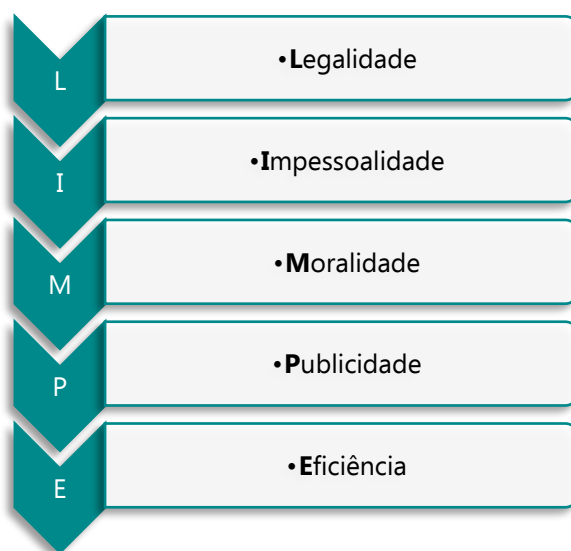 L
•Legalidade
I
•Impessoalidade
M
•Moralidade
P
•Publicidade
E
•Eficiência